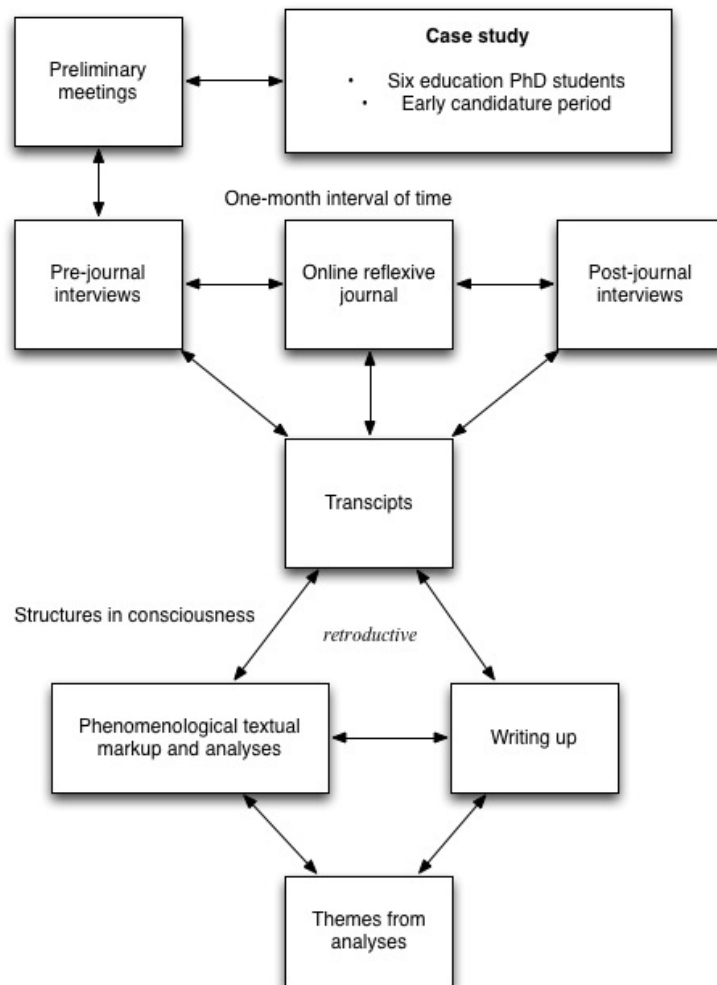 Preliminary
meetings
Case study
• Six education PhD students
• Early candidature period
One-month interval of time
Pre-journal
interviews
Online reflexive
journal
Post-journal
interviews
Transcipts
Structures in consciousness
retroductive
Phenomenological textual
markup and analyses
Writing up
Themes from
analyses